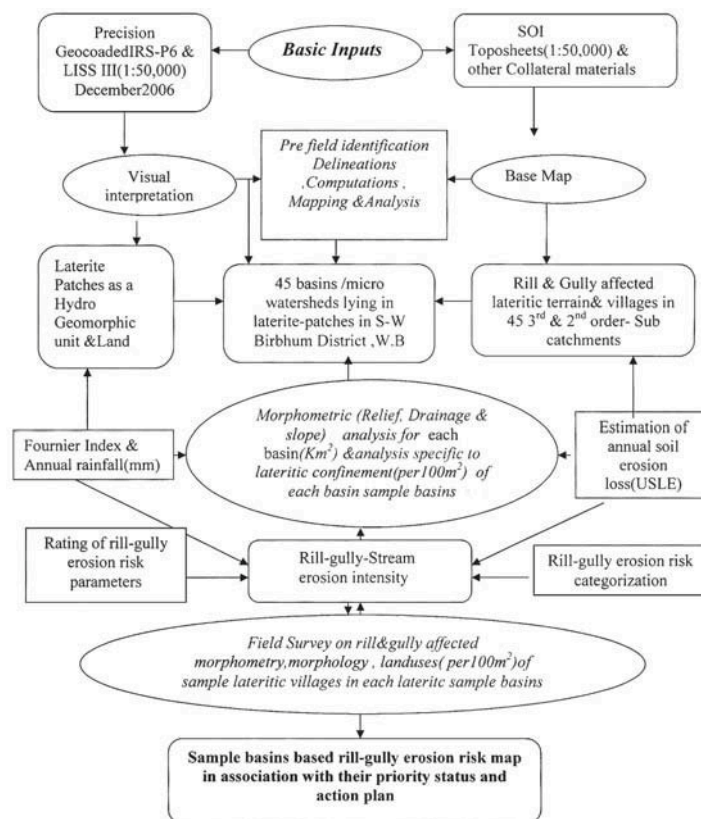 Precision
GeocoadedIRS-P6 &
LISS III(1:50,000)
December2006
Basic Inputs
SOI
Toposheets(1:50,000) &
other Collateral materials
Visual
interpretation
Pre field identification
Delineations
,Computations ,
Mapping &Analysis
Base Map
Laterite
Patches as a
Hydro
Geomorphic
unit &Land
45 basins /micro
watersheds lying in
laterite-patches in S-W
Birbhum District ,W.B
Rill & Gully affected
lateritic terrain& villages in
45 3rd & 2nd order- Sub
catchments
Fournier Index &
Annual rainfall(mm)
Morphometric (Relief, Drainage &
slope) analysis for each
basin(Km²) &analysis specific to
lateritic confinement(per100m²) of
each basin sample basins
Estimation of
annual soil
erosion
loss(USLE)
Rating of rill-gully
erosion risk
parameters
Rill-gully-Stream
erosion intensity
Rill-gully erosion risk
categorization
Field Survey on rill&gully affected
morphometry,morphology , landuses( per100m²)of
sample lateritic villages in each lateritc sample basins
Sample basins based rill-gully erosion risk map
in association with their priority status and
action plan